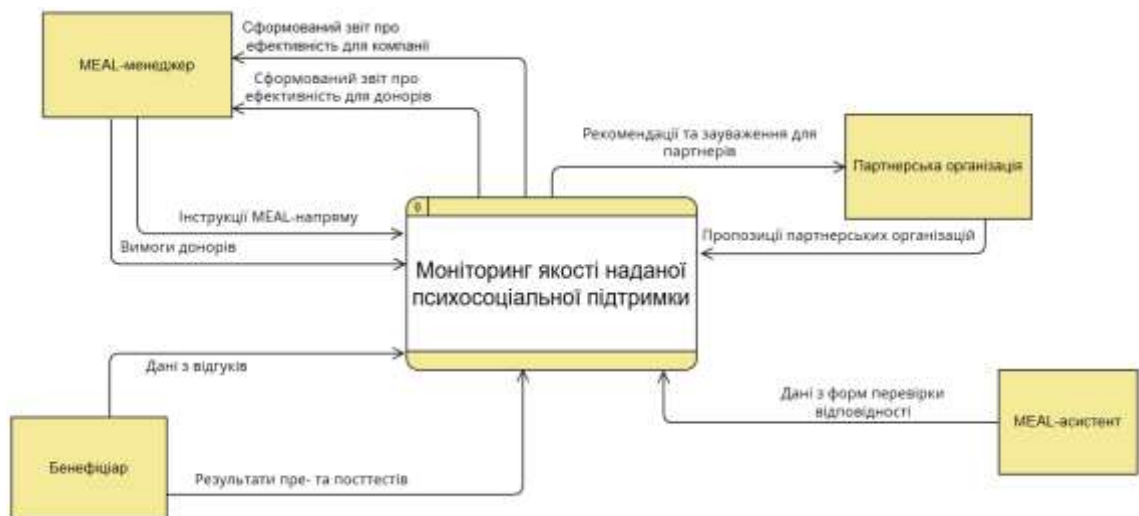 Сформований звіт про
ефективність для компанії
MEAL-менеджер
Сформований звіт про
ефективність для донорів
Рекомендації та зауваження для
партнерів
Партнерська організація
0
Інструкції MEAL-напряму
Вимоги донорів
Пропозиції партнерських організацій
Моніторинг якості наданої
психосоціальної підтримки
Дані з відгуків
Дані з форм перевірки
відповідності
MEAL-асистент
Бенефіціар
Результати пре- та посттестів